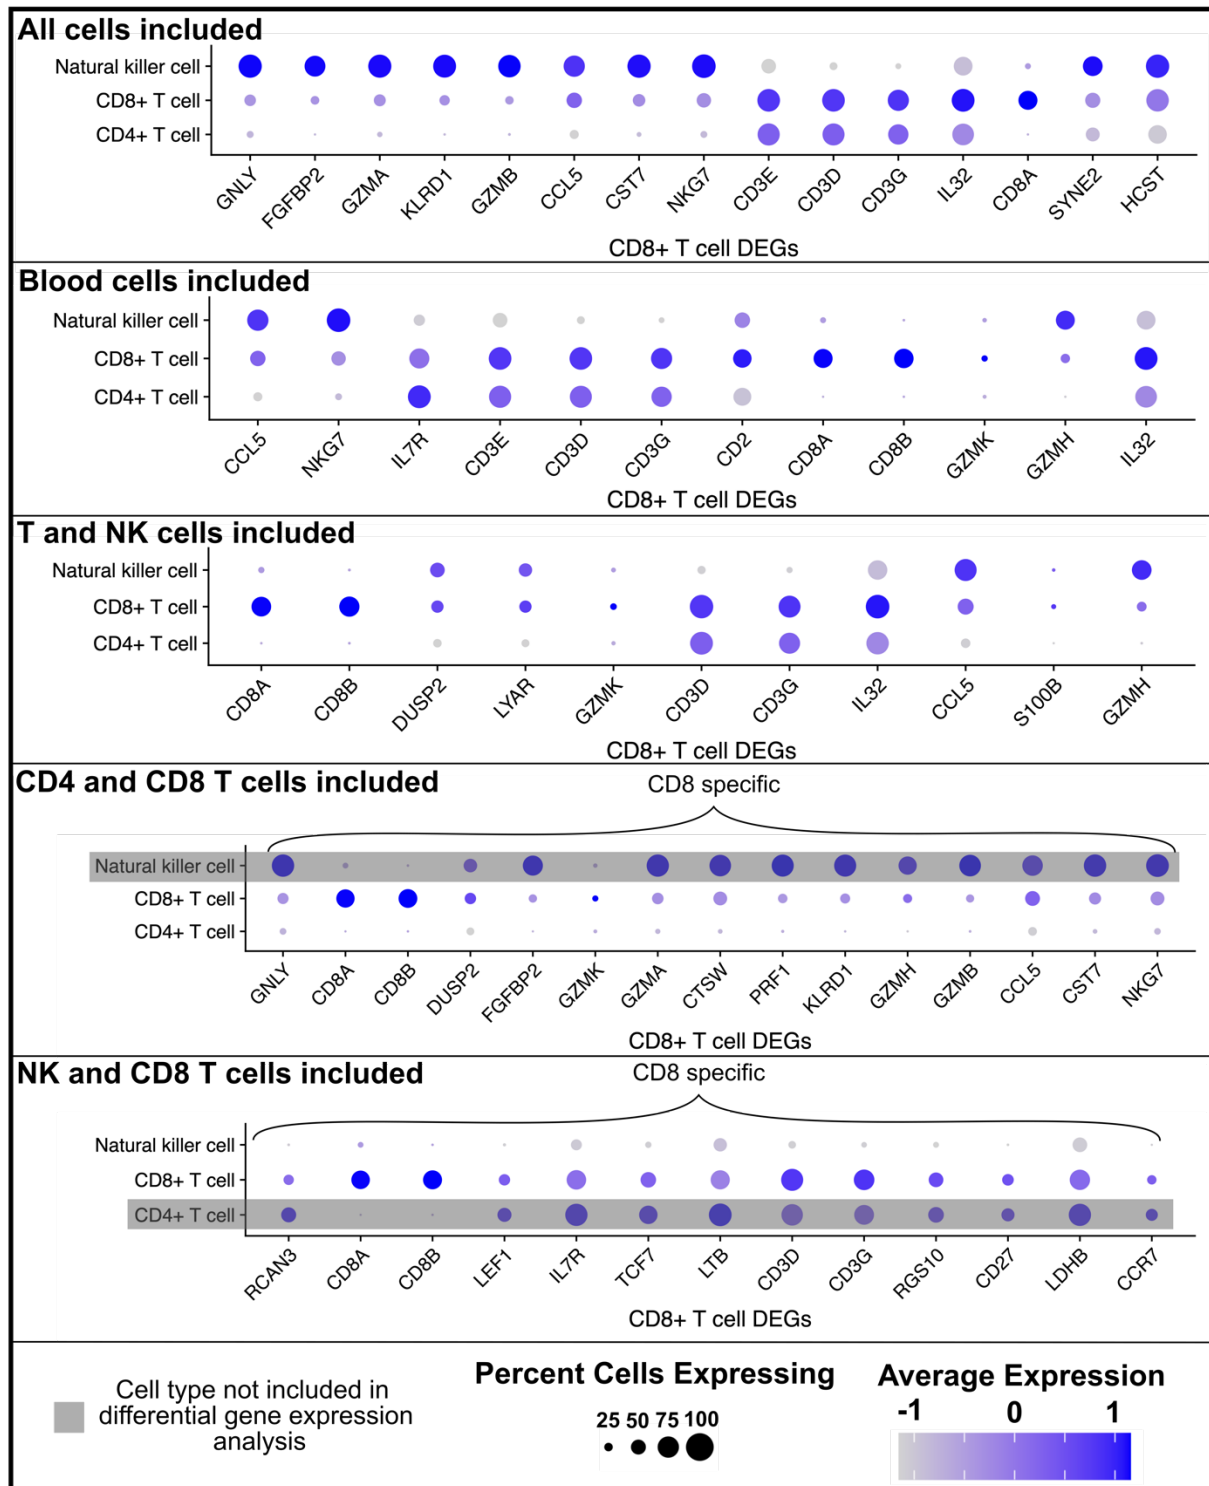 All cells included
Natural killer cell
CD8+ T cell
CD4+ T cell
GNLY FGFBP2 GZMA KLRD1 GZMB CCL5 CST7 NKG7 CD3E CD3D CD3G IL32 CD8A SYNE2 HCST
CD8+ T cell DEGs
Blood cells included
Natural killer cell
CD8+ T cell
CD4+ T cell
CCL5 NKG7 IL7R CD3E CD3D CD3G CD2 CD8A CD8B GZMK GZMH IL32
CD8+ T cell DEGs
T and NK cells included
Natural killer cell
CD8+ T cell
CD4+ T cell
CD8A CD8B DUSP2 LYAR GZMK CD3D CD3G IL32 CCL5 S100B GZMH
CD8+ T cell DEGs
CD4 and CD8 T cells included
CD8 specific
Natural killer cell
CD8+ T cell
CD4+ T cell
GNLY CD8A CD8B DUSP2 FGFBP2 GZMK GZMA CTSW PRF1 KLRD1 GZMH GZMB CCL5 CST7 NKG7
CD8+ T cell DEGs
NK and CD8 T cells included
CD8 specific
Natural killer cell
CD8+ T cell
CD4+ T cell
RCAN3 CD8A CD8B LEF1 IL7R TCF7 LTB CD3D CD3G RGS10 CD27 LDHB CCR7
CD8+ T cell DEGs
Cell type not included in
differential gene expression
analysis
Percent Cells Expressing
25 50 75 100
Average Expression
-1 0 1